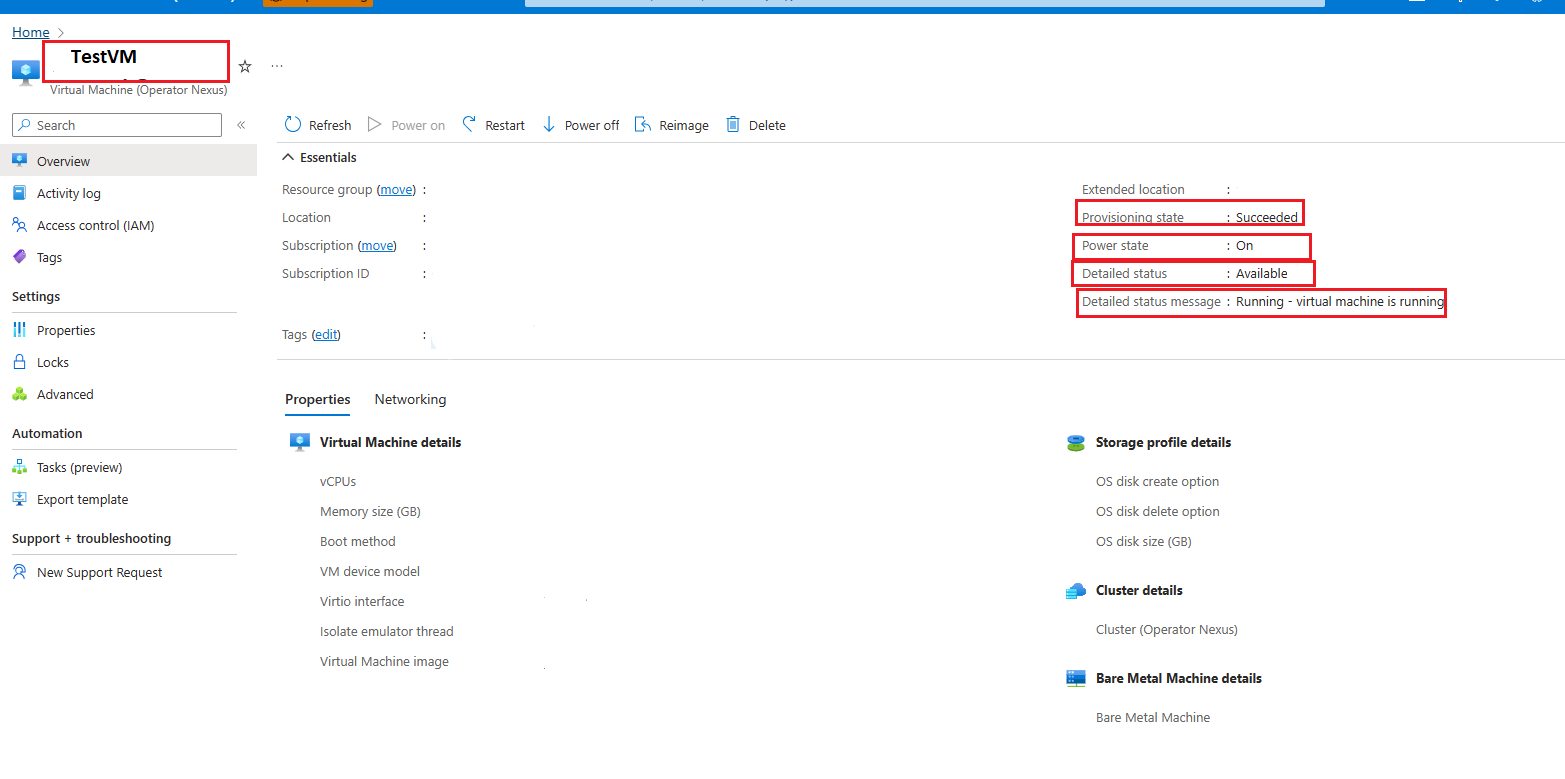 Home >
TestVM
Virtual Machine (Operator Nexus)
Search
Refresh Power on Restart Power off Reimage Delete
Overview
Activity log
Access control (IAM)
Tags
Settings
Properties
Locks
Advanced
Automation
Tasks (preview)
Export template
Support + troubleshooting
New Support Request
Essentials
Resource group (move) :
Location :
Subscription (move) :
Subscription ID :
Tags (edit) :
Extended location :
Provisioning state : Succeeded
Power state : On
Detailed status : Available
Detailed status message : Running - virtual machine is running
Properties Networking
Virtual Machine details
vCPUs
Memory size (GB)
Boot method
VM device model
Virtio interface
Isolate emulator thread
Virtual Machine image
Storage profile details
OS disk create option
OS disk delete option
OS disk size (GB)
Cluster details
Cluster (Operator Nexus)
Bare Metal Machine details
Bare Metal Machine